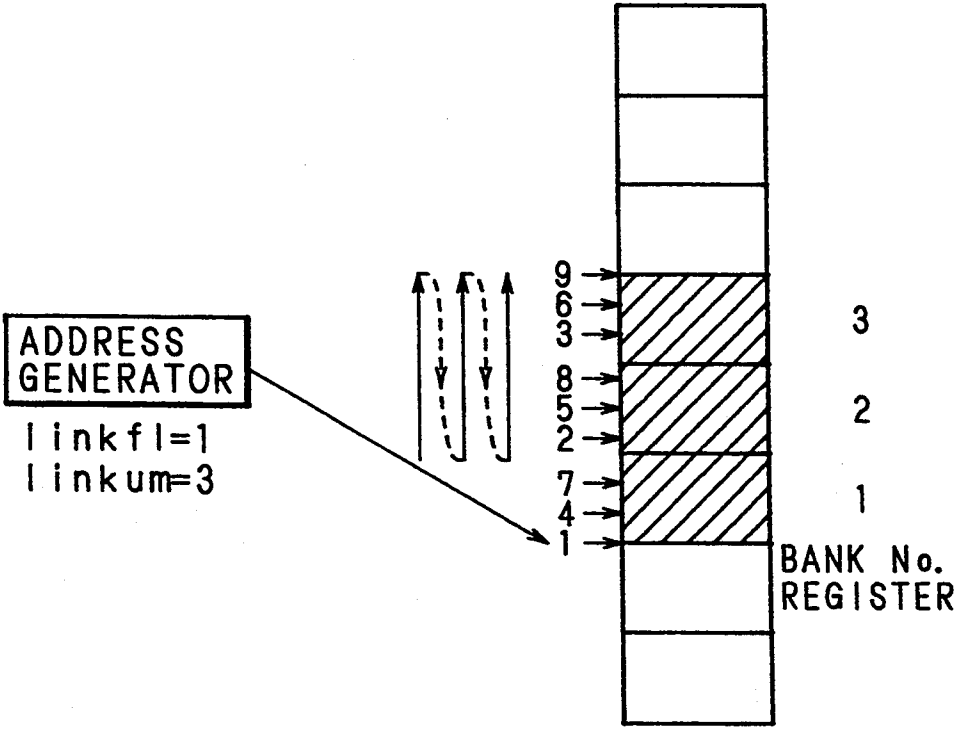 ADDRESS
GENERATOR
linkfl=1
linkum=3
9
6
3
8
5
2
7
4
1
3
2
1
BANK No.
REGISTER